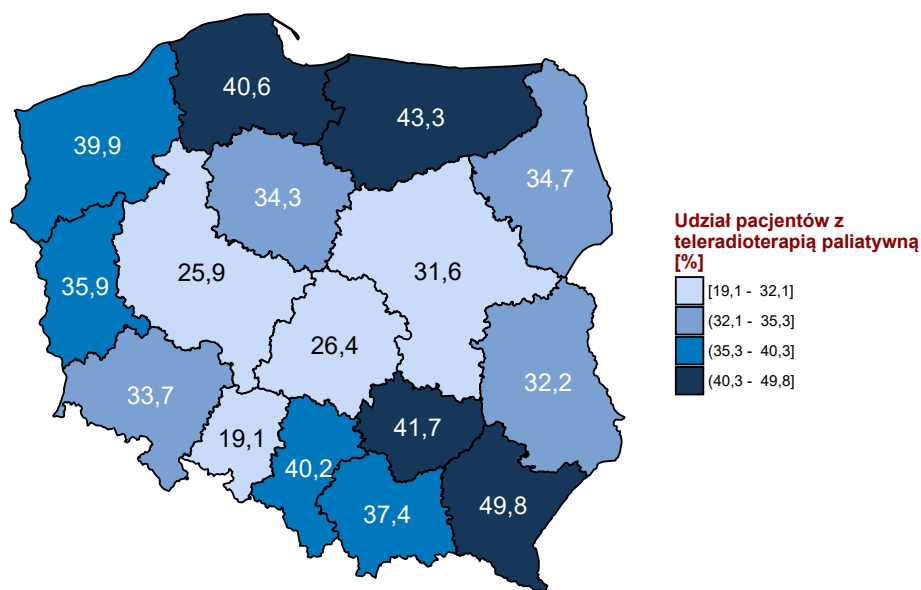 40,6
43,3
39,9
34,7
34,3
25,9
31,6
35,9
26,4
32,2
33,7
41,7
19,1
40,2
49,8
37,4
Udział pacjentów z
teleradioterapią paliatywną
[%]
[19,1 - 32,1]
(32,1 - 35,3]
(35,3 - 40,3]
(40,3 - 49,8]